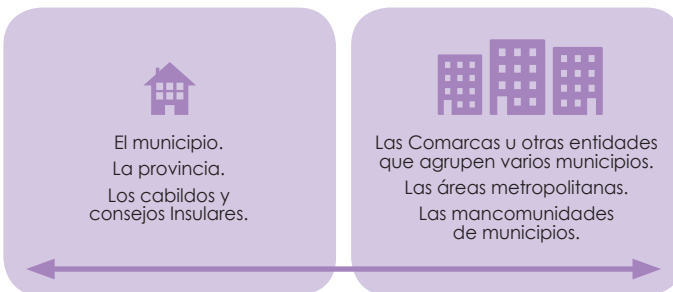 El municipio.
La provincia.
Los cabildos y
consejos Insulares.
Las Comarcas u otras entidades
que agrupen varios municipios.
Las áreas metropolitanas.
Las mancomunidades
de municipios.